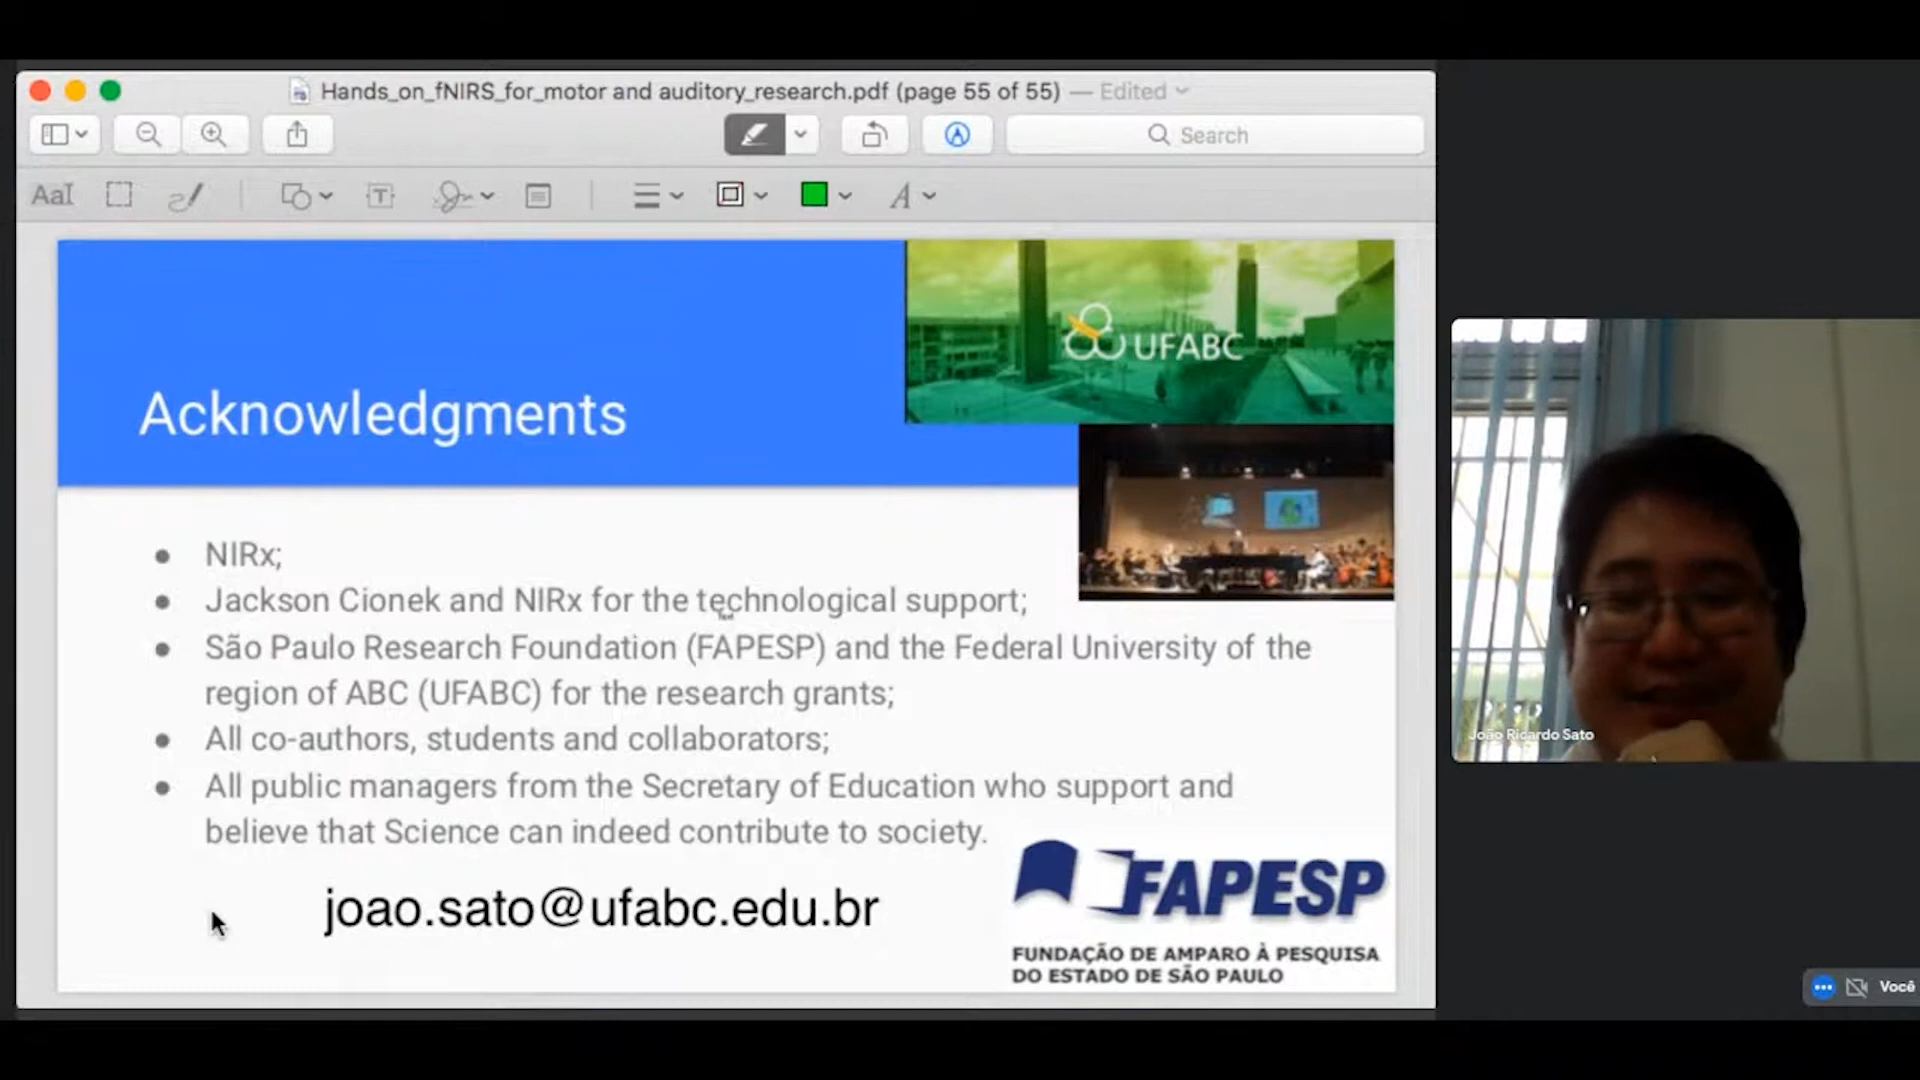 Hands_on_fNIRS_for_motor and auditory_research.pdf (page 55 of 55) — Edited
Search
AaI
T
A
UFABC
Acknowledgments
NIRx;
Jackson Cionek and NIRx for the technological support;
São Paulo Research Foundation (FAPESP) and the Federal University of the
region of ABC (UFABC) for the research grants;
All co-authors, students and collaborators;
All public managers from the Secretary of Education who support and
believe that Science can indeed contribute to society.
joao.sato@ufabc.edu.br
FAPESP
FUNDAÇÃO DE AMPARO À PESQUISA
DO ESTADO DE SÃO PAULO
João Ricardo Sato
Você